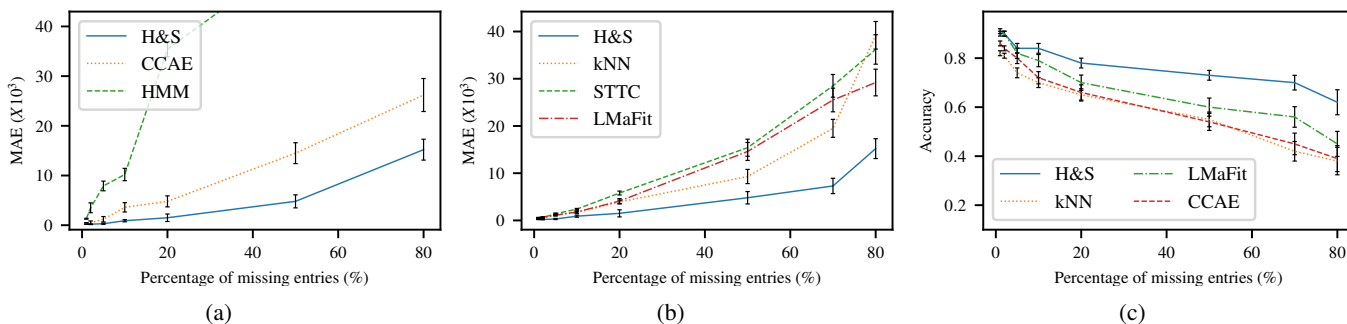 40
30
20
10
0
MAE (X10³)
H&S
CCAE
HMM
0 20 40 60 80
Percentage of missing entries (%)
(a)
40
30
20
10
0
MAE (X10³)
H&S
kNN
STTC
LMaFit
0 20 40 60 80
Percentage of missing entries (%)
(b)
0.8
0.6
0.4
0.2
Accuracy
H&S
kNN
LMaFit
CCAE
0 20 40 60 80
Percentage of missing entries (%)
(c)